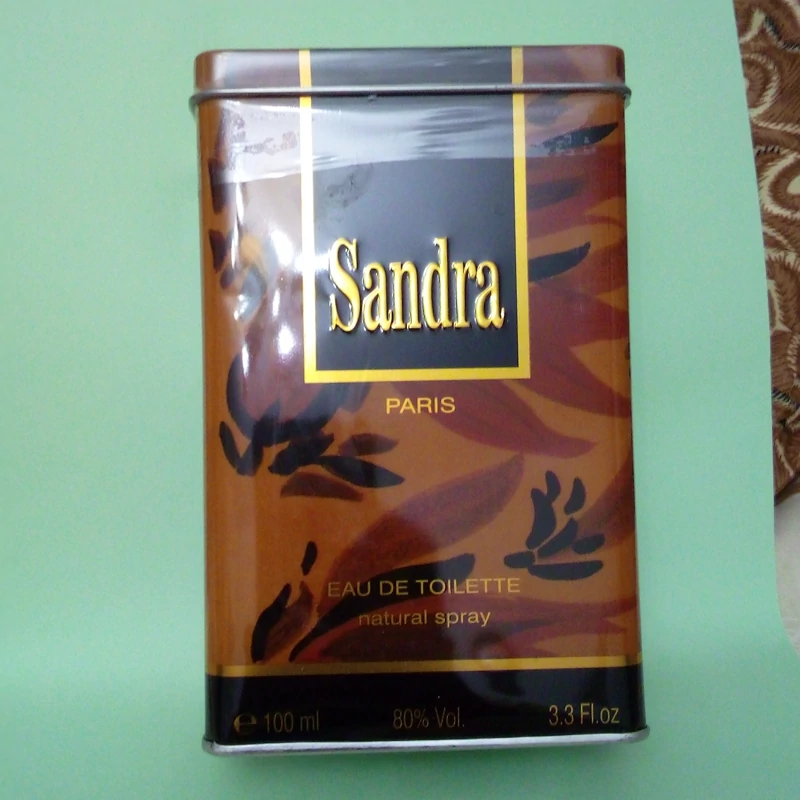 Sandra
PARIS
EAU DE TOILETTE
natural spray
℮ 100 ml 80% Vol. 3.3 Fl.oz